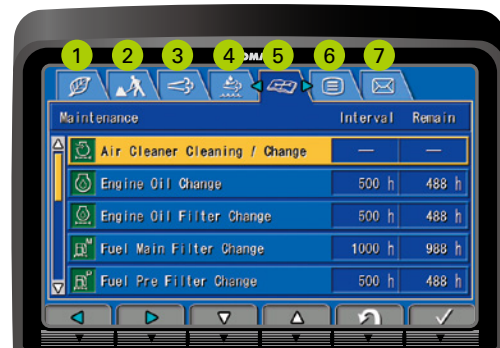 1 2 3 4 5 6 7
Maintenance Interval Remain
Air Cleaner Cleaning / Change — —
Engine Oil Change 500 h 488 h
Engine Oil Filter Change 500 h 488 h
Fuel Main Filter Change 1000 h 988 h
Fuel Pre Filter Change 500 h 488 h